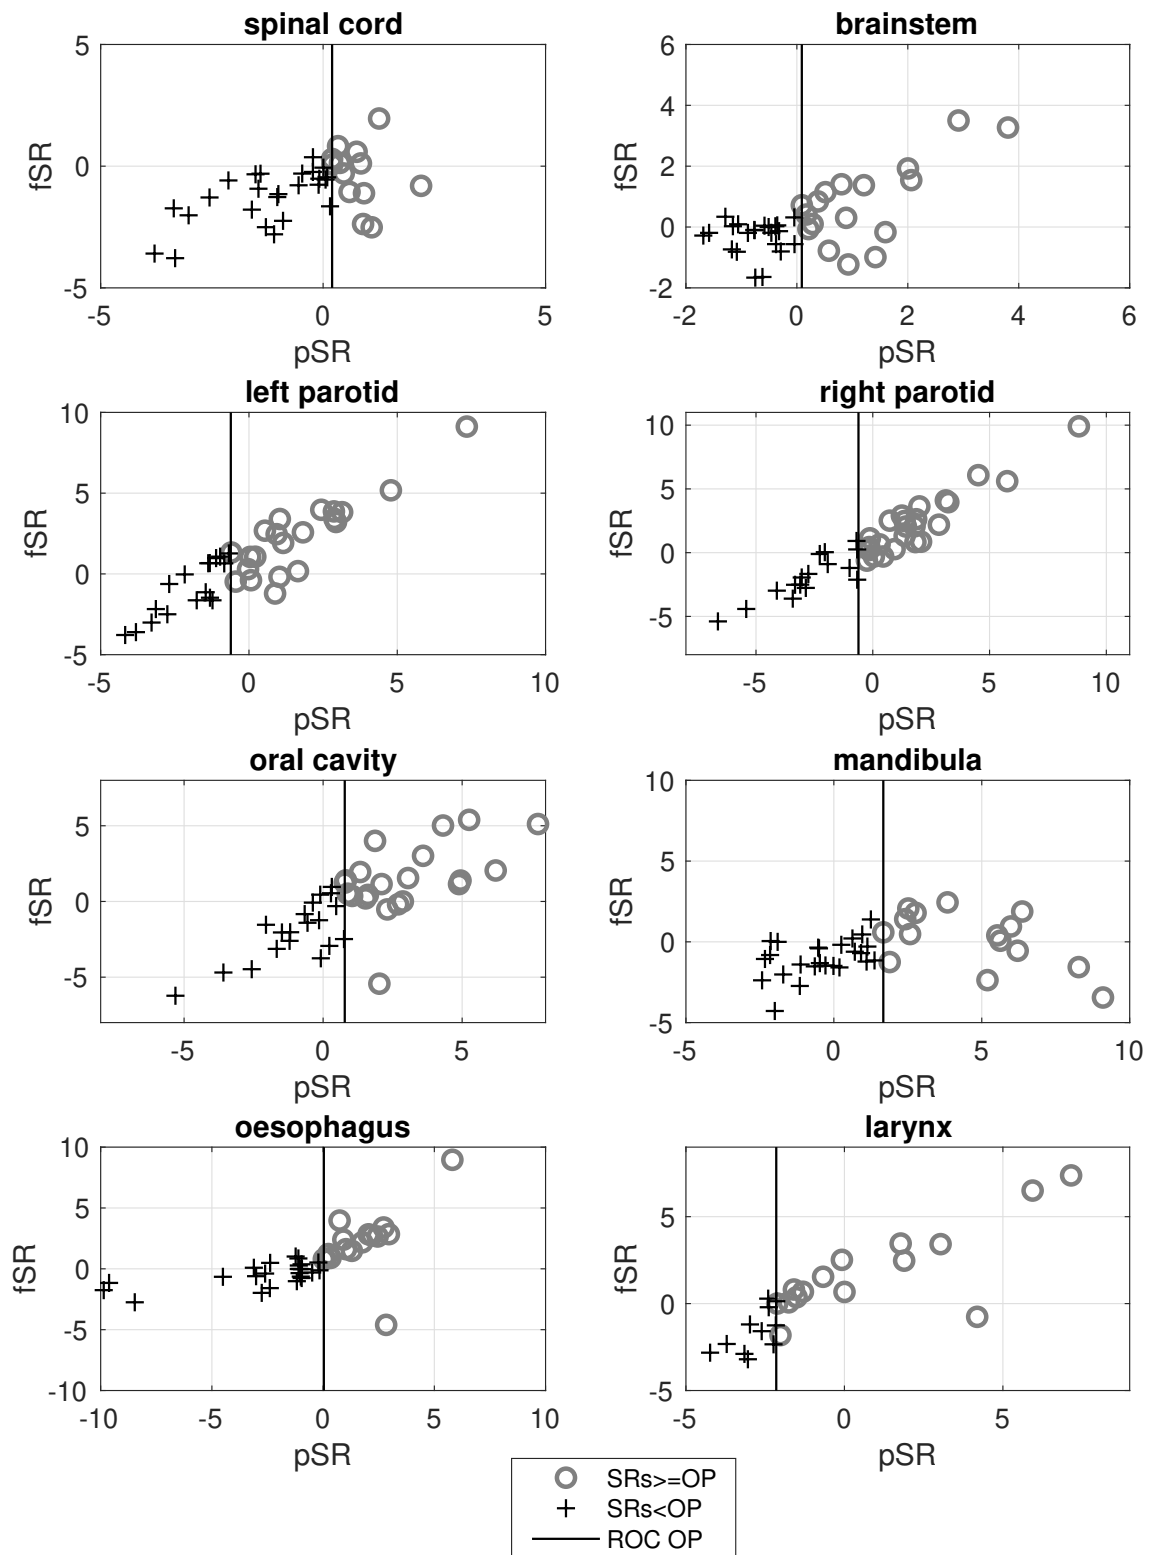 spinal cord
5
0
-5
fSR
-5
0
5
pSR
brainstem
6
4
2
0
-2
fSR
-2
0
2
4
6
pSR
left parotid
10
5
0
-5
fSR
-5
0
5
10
pSR
right parotid
10
5
0
-5
fSR
-5
0
5
10
pSR
oral cavity
5
0
-5
fSR
-5
0
5
pSR
mandibula
10
5
0
-5
fSR
-5
0
5
10
pSR
oesophagus
10
5
0
-5
-10
fSR
-10
-5
0
5
10
pSR
larynx
5
0
-5
fSR
-5
0
5
pSR
SRs>=OP
SRs<OP
ROC OP